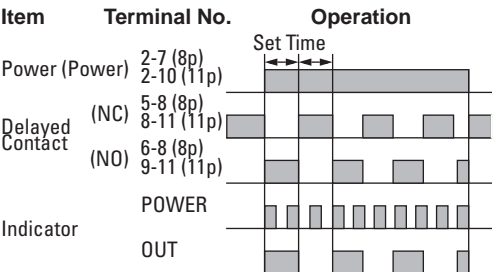 Item Terminal No. Operation
Set Time
Power (Power) 2-7 (8p)
2-10 (11p)
Delayed Contact (NC) 5-8 (8p)
8-11 (11p)
(NO) 6-8 (8p)
9-11 (11p)
Indicator POWER
OUT